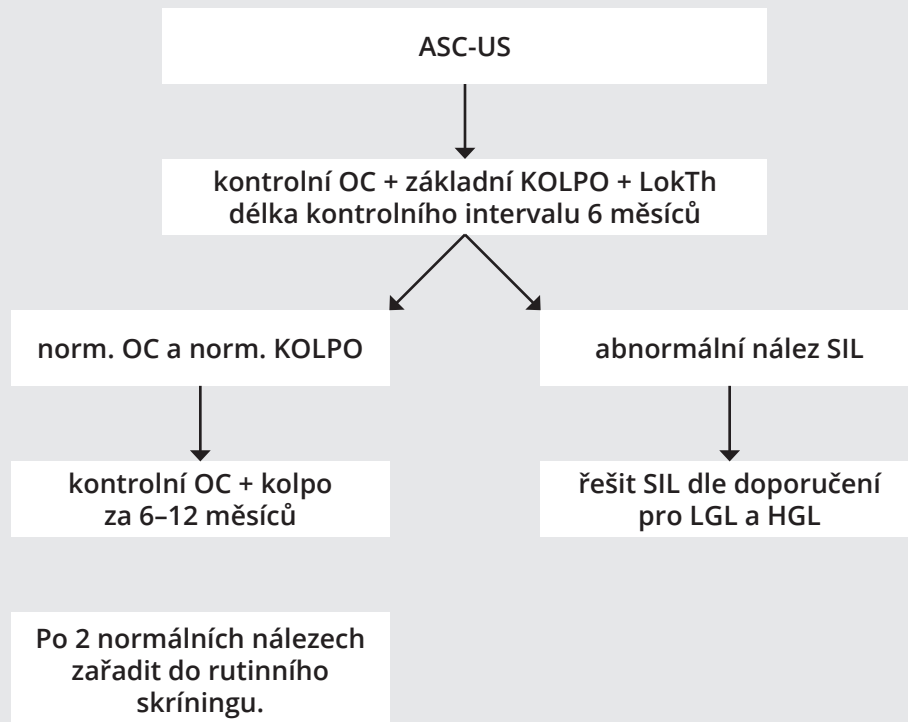 ASC-US
kontrolní OC + základní KOLPO + LokTh
délka kontrolního intervalu 6 měsíců
norm. OC a norm. KOLPO
abnormální nález SIL
kontrolní OC + kolpo
za 6–12 měsíců
řešit SIL dle doporučení
pro LGL a HGL
Po 2 normálních nálezech
zařadit do rutinního
skríningu.